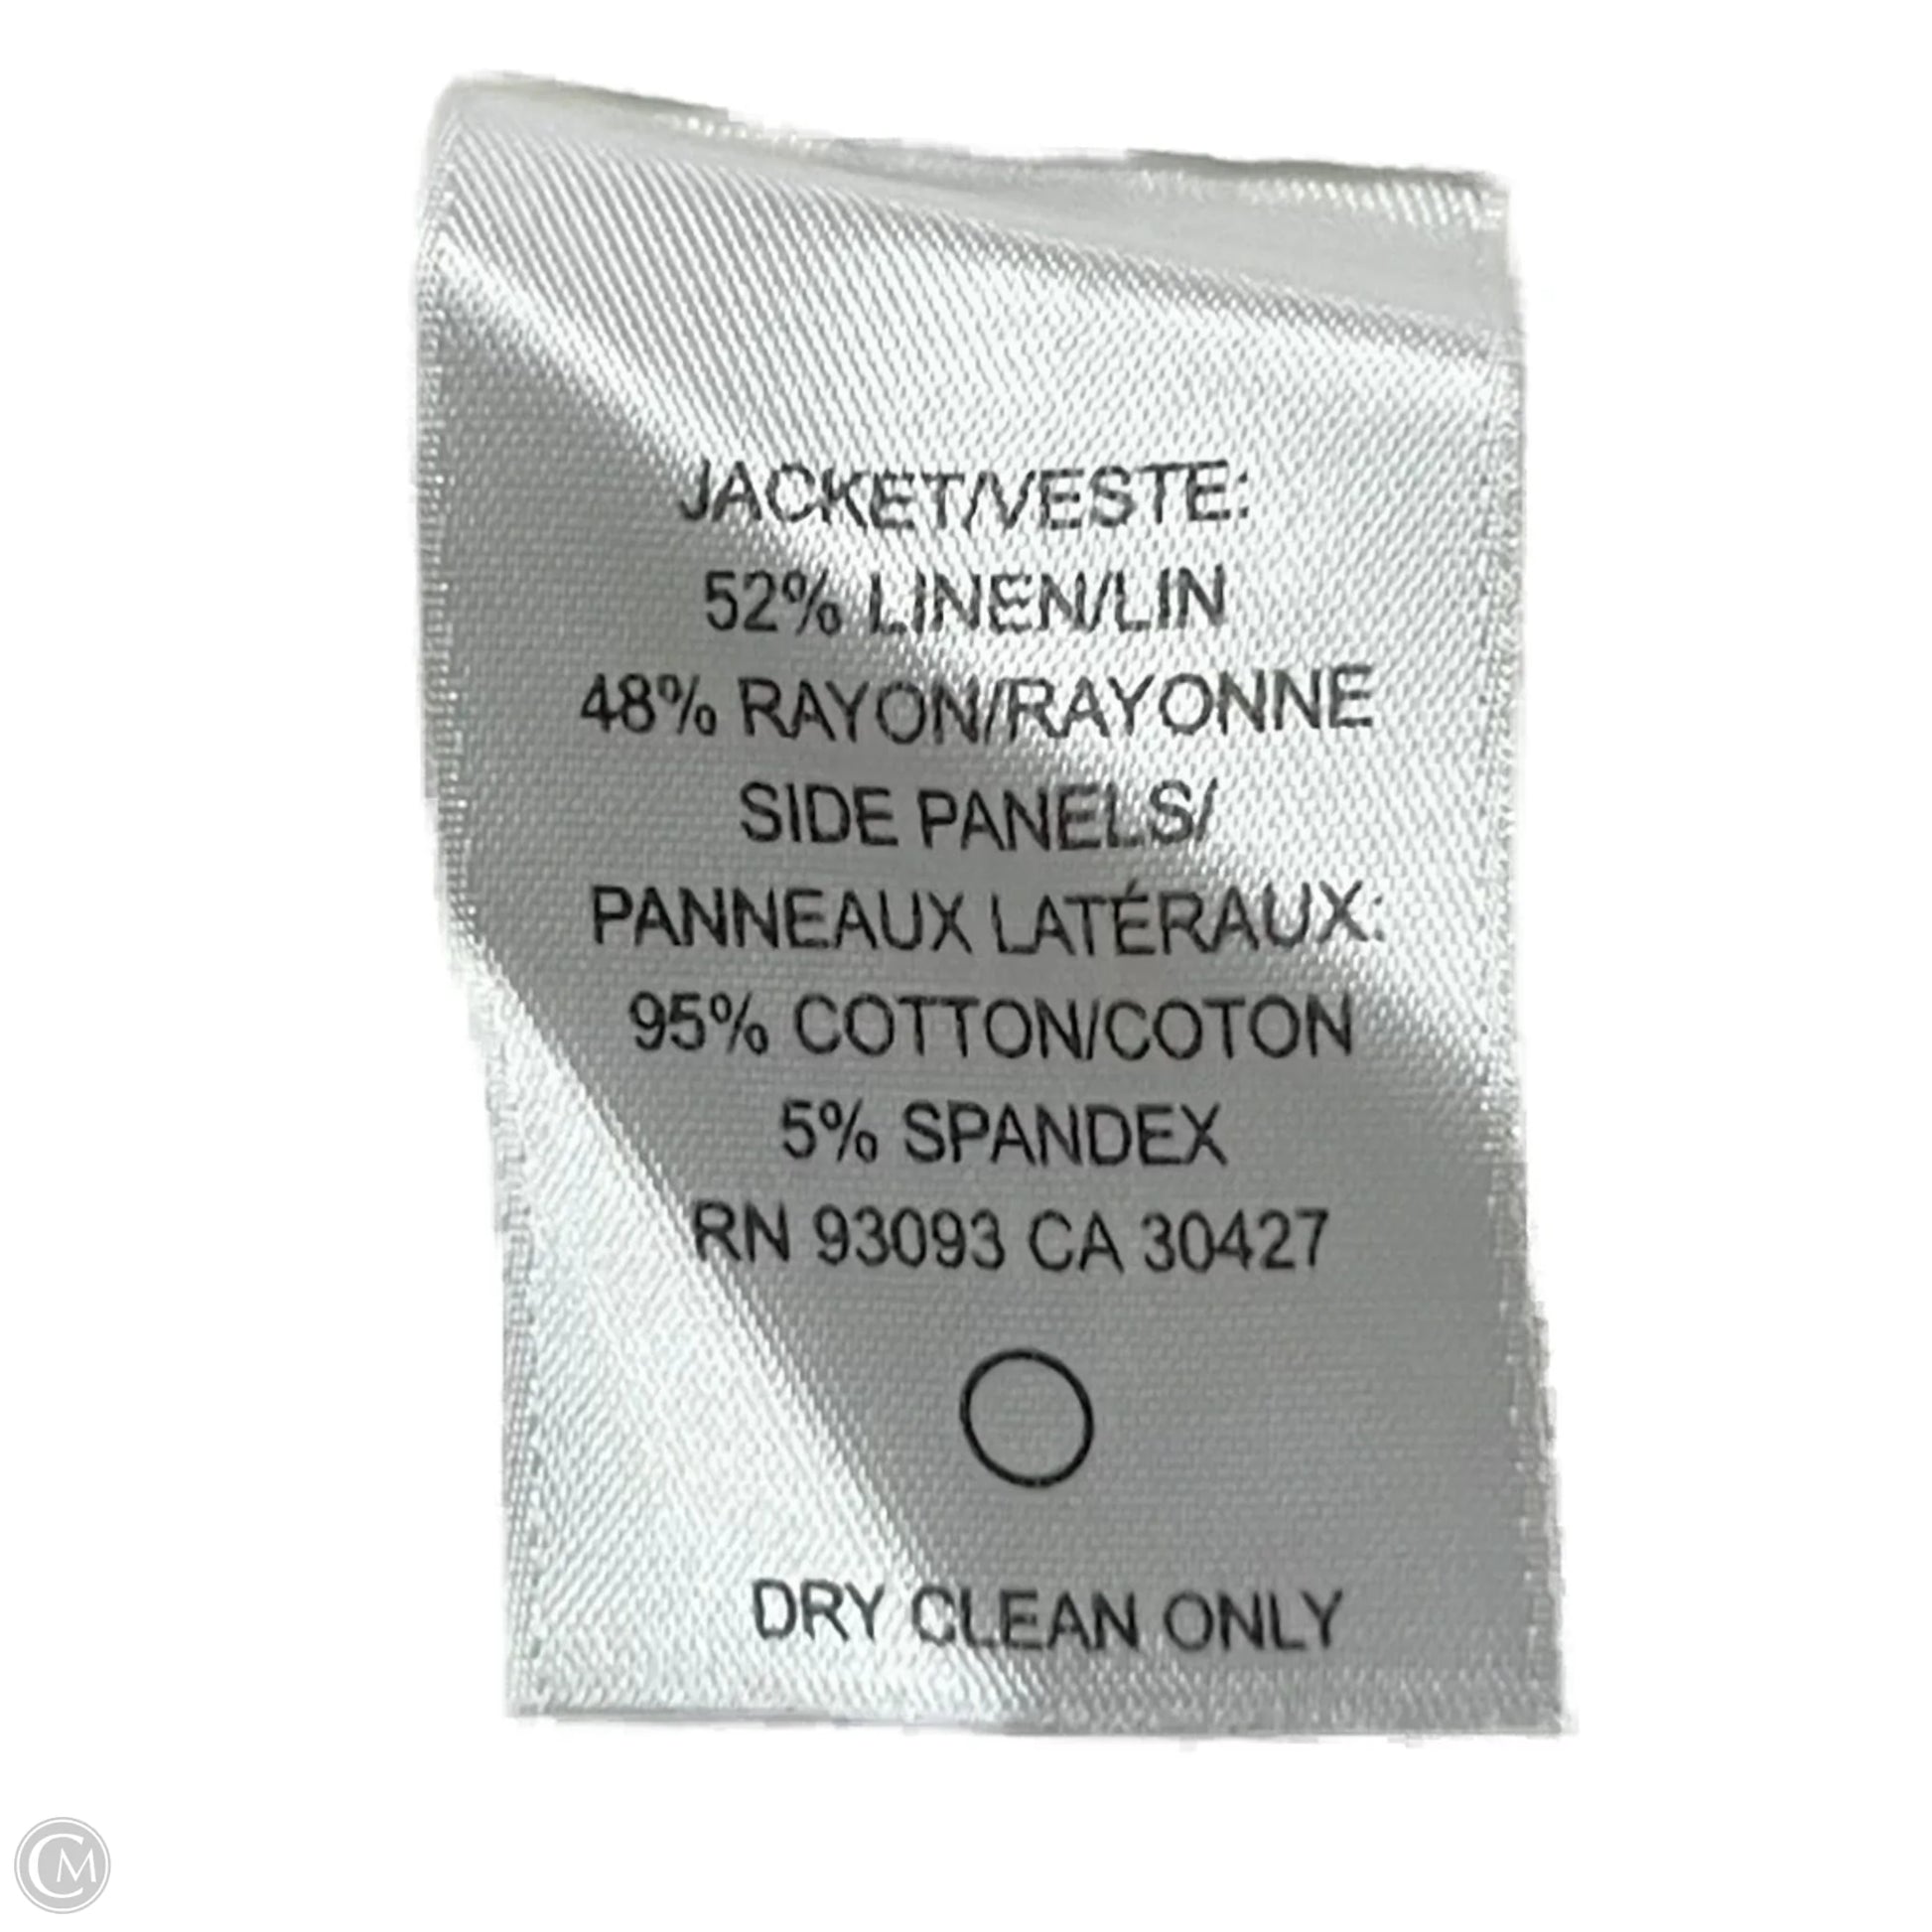 JACKET/VESTE:
52% LINEN/LIN
48% RAYON/RAYONNE
SIDE PANELS/
PANNEAUX LATÉRAUX:
95% COTTON/COTON
5% SPANDEX
RN 93093 CA 30427
DRY CLEAN ONLY
CM